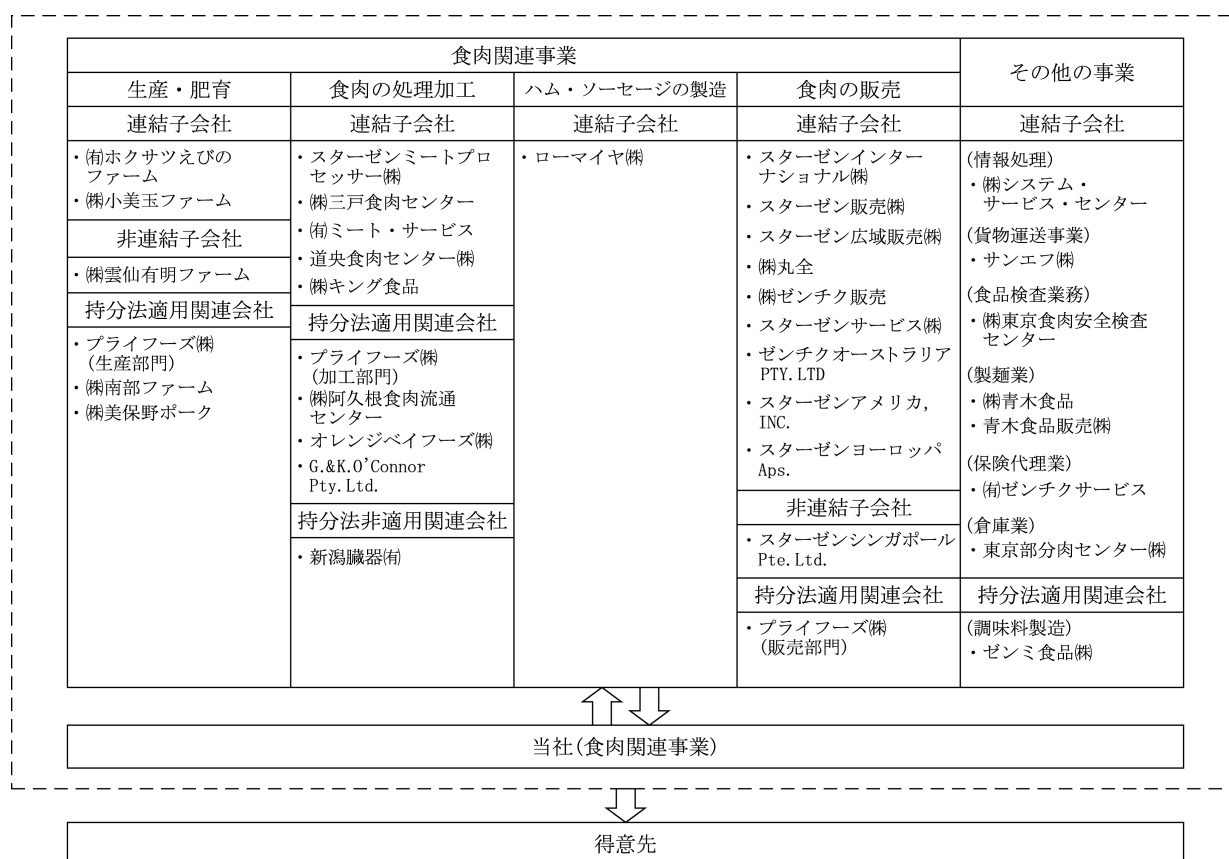 食肉関連事業
その他の事業
生産・肥育
食肉の処理加工
ハム・ソーセージの製造
食肉の販売
連結子会社
・㈲ホクサツえびの
ファーム
・㈱小美玉ファーム
非連結子会社
・㈱雲仙有明ファーム
持分法適用関連会社
・プライフーズ㈱
(生産部門)
・㈱南部ファーム
・㈱美保野ポーク
連結子会社
・スターゼンミートプロ
セッサー㈱
・㈱三戸食肉センター
・㈲ミート・サービス
・道央食肉センター㈱
・㈱キング食品
持分法適用関連会社
・プライフーズ㈱
(加工部門)
・㈱阿久根食肉流通
センター
・オレンジベイフーズ㈱
・G.&K.O'Connor
Pty.Ltd.
持分法非適用関連会社
・新潟臓器㈲
連結子会社
・ローマイヤ㈱
連結子会社
・スターゼンインター
ナショナル㈱
・スターゼン販売㈱
・スターゼン広域販売㈱
・㈱丸全
・㈱ゼンチク販売
・スターゼンサービス㈱
・ゼンチクオーストラリア
PTY.LTD
・スターゼンアメリカ,
INC.
・スターゼンヨーロッパ
Aps.
非連結子会社
・スターゼンシンガポール
Pte.Ltd.
持分法適用関連会社
・プライフーズ㈱
(販売部門)
連結子会社
(情報処理)
・㈱システム・
サービス・センター
(貨物運送事業)
・サンエフ㈱
(食品検査業務)
・㈱東京食肉安全検査
センター
(製麺業)
・㈱青木食品
・青木食品販売㈱
(保険代理業)
・㈲ゼンチクサービス
(倉庫業)
・東京部分肉センター㈱
持分法適用関連会社
(調味料製造)
・ゼンミ食品㈱
当社(食肉関連事業)
得意先